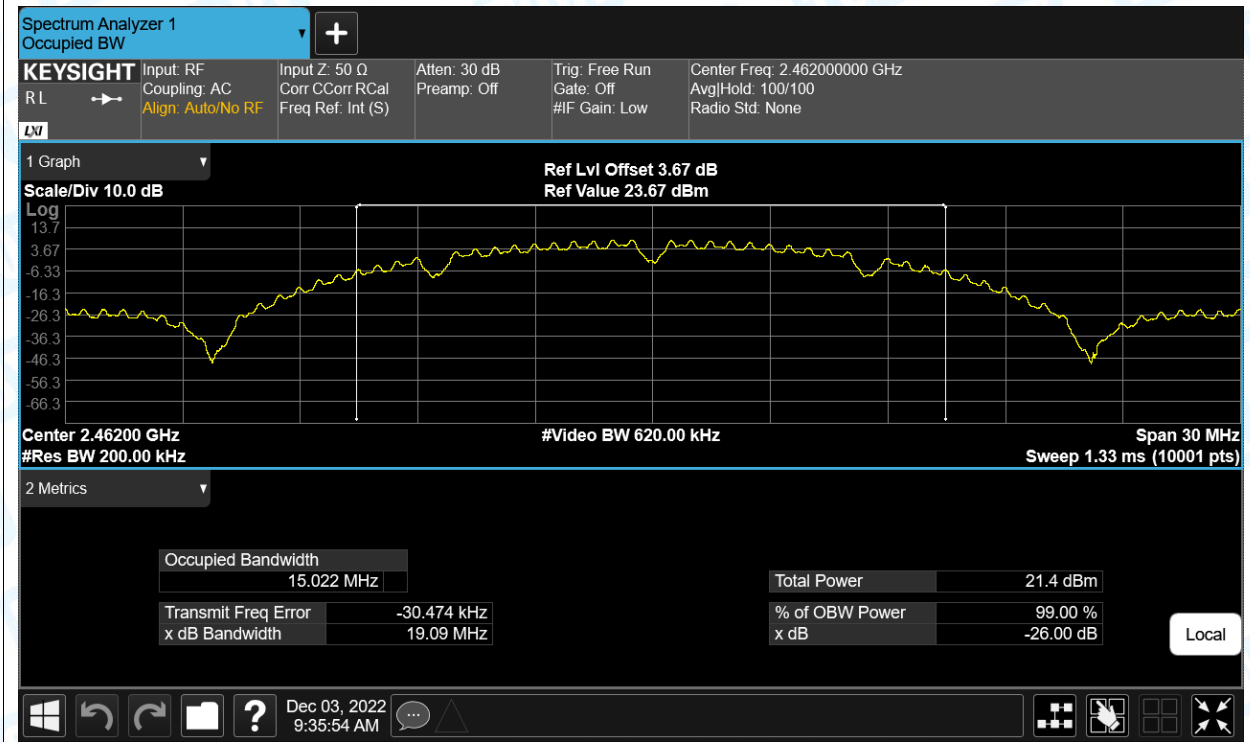 Spectrum Analyzer 1
Occupied BW
▼
+
KEYSIGHT
R L
LXI
Input: RF
Coupling: AC
Align: Auto/No RF
Input Z: 50 Ω
Corr CCorr RCal
Freq Ref: Int (S)
Atten: 30 dB
Preamp: Off
Trig: Free Run
Gate: Off
#IF Gain: Low
Center Freq: 2.462000000 GHz
Avg|Hold: 100/100
Radio Std: None
1 Graph ▼
Scale/Div 10.0 dB
Ref Lvl Offset 3.67 dB
Ref Value 23.67 dBm
Log
13.7
3.67
-6.33
-16.3
-26.3
-36.3
-46.3
-56.3
-66.3
Center 2.46200 GHz
#Res BW 200.00 kHz
#Video BW 620.00 kHz
Span 30 MHz
Sweep 1.33 ms (10001 pts)
2 Metrics ▼
Occupied Bandwidth
15.022 MHz
Transmit Freq Error -30.474 kHz
x dB Bandwidth 19.09 MHz
Total Power 21.4 dBm
% of OBW Power 99.00 %
x dB -26.00 dB
Local
?
Dec 03, 2022
9:35:54 AM